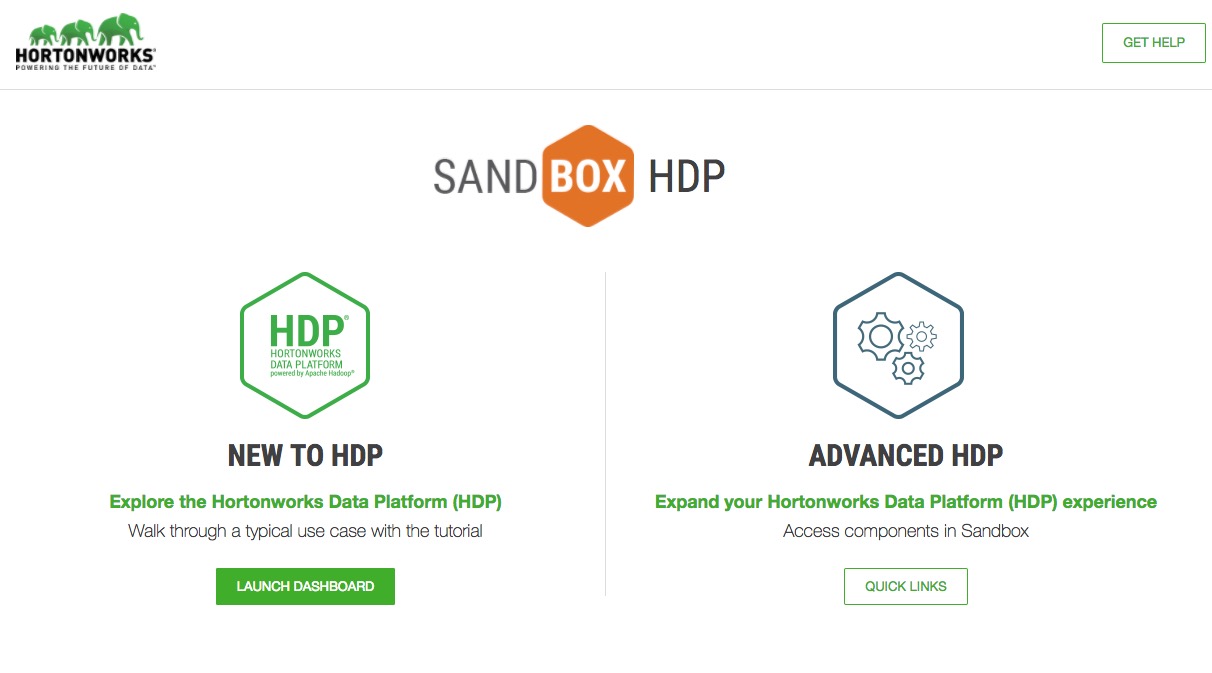 HORTONWORKS®
POWERING THE FUTURE OF DATA™
GET HELP
SANDBOX HDP
HDP®
HORTONWORKS
DATA PLATFORM
powered by Apache Hadoop®
NEW TO HDP
Explore the Hortonworks Data Platform (HDP)
Walk through a typical use case with the tutorial
LAUNCH DASHBOARD
ADVANCED HDP
Expand your Hortonworks Data Platform (HDP) experience
Access components in Sandbox
QUICK LINKS